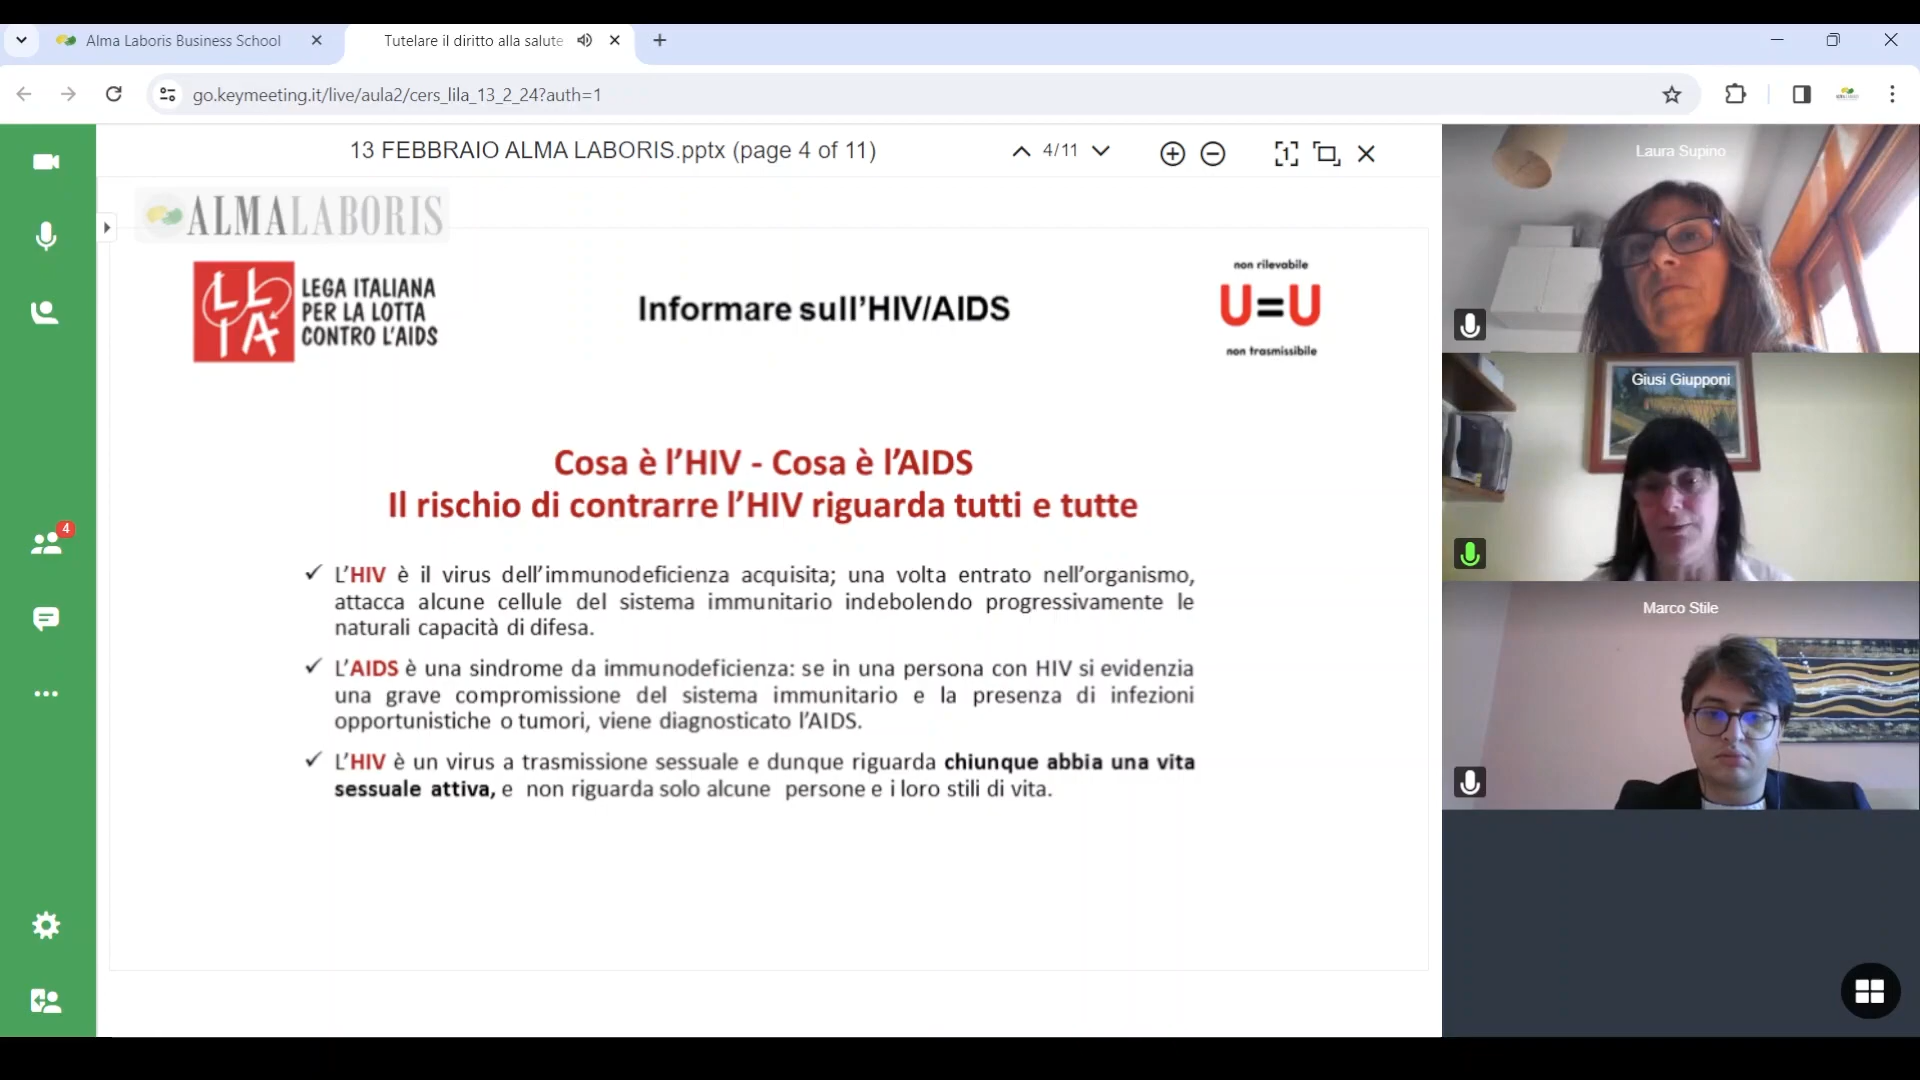 Alma Laboris Business School
Tutelare il diritto alla salute
go.keymeeting.it/live/aula2/cers_lila_13_2_24?auth=1
13 FEBBRAIO ALMA LABORIS.pptx (page 4 of 11)
4/11
ALMALABORIS
LILA
LEGA ITALIANA
PER LA LOTTA
CONTRO L'AIDS
Informare sull'HIV/AIDS
non rilevabile
U=U
non trasmissibile
Cosa è l'HIV - Cosa è l'AIDS
Il rischio di contrarre l'HIV riguarda tutti e tutte
✓ L'HIV è il virus dell'immunodeficienza acquisita; una volta entrato nell'organismo,
attacca alcune cellule del sistema immunitario indebolendo progressivamente le
naturali capacità di difesa.
✓ L'AIDS è una sindrome da immunodeficienza: se in una persona con HIV si evidenzia
una grave compromissione del sistema immunitario e la presenza di infezioni
opportunistiche o tumori, viene diagnosticato l'AIDS.
✓ L'HIV è un virus a trasmissione sessuale e dunque riguarda chiunque abbia una vita
sessuale attiva, e non riguarda solo alcune persone e i loro stili di vita.
4
Laura Supino
Giusi Giupponi
Marco Stile